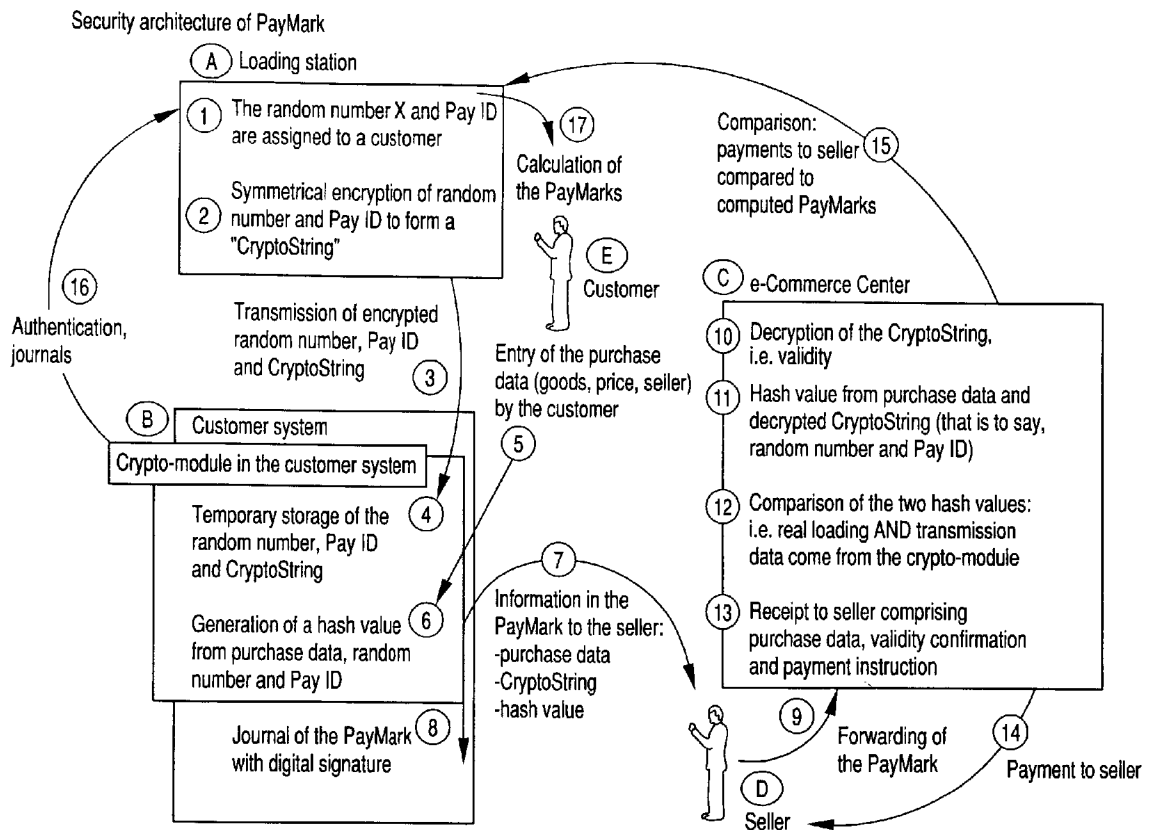 Security architecture of PayMark
A Loading station
1 The random number X and Pay ID
are assigned to a customer
2 Symmetrical encryption of random
number and Pay ID to form a
"CryptoString"
17
Calculation of
the PayMarks
E
Customer
Comparison:
payments to seller 15
compared to
computed PayMarks
16
Authentication,
journals
Transmission of encrypted
random number, Pay ID
and CryptoString 3
Entry of the purchase
data (goods, price, seller)
by the customer
5
B
Customer system
Crypto-module in the customer system
Temporary storage of the 4
random number, Pay ID
and CryptoString
6
Generation of a hash value
from purchase data, random
number and Pay ID
Journal of the PayMark 8
with digital signature
7
Information in the
PayMark to the seller:
-purchase data
-CryptoString
-hash value
C e-Commerce Center
10 Decryption of the CryptoString,
i.e. validity
11 Hash value from purchase data and
decrypted CryptoString (that is to say,
random number and Pay ID)
12 Comparison of the two hash values:
i.e. real loading AND transmission
data come from the crypto-module
13 Receipt to seller comprising
purchase data, validity confirmation
and payment instruction
9
Forwarding of
the PayMark
14
Payment to seller
D
Seller